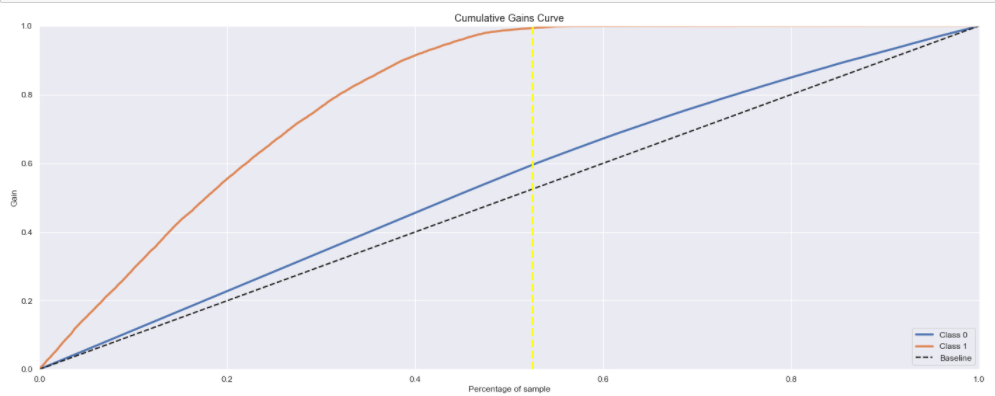 Cumulative Gains Curve
1.0
0.8
0.6
0.4
0.2
0.0
Gain
0.0 0.2 0.4 0.6 0.8 1.0
Percentage of sample
Class 0
Class 1
Baseline